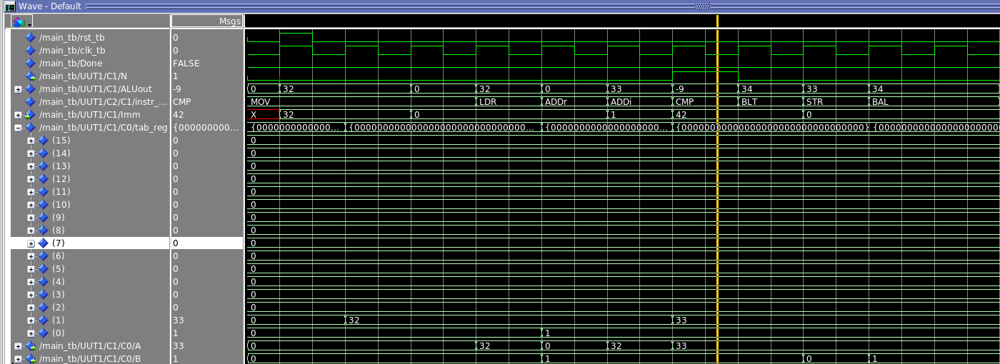 Wave - Default
Msgs
/main_tb/rst_tb 0
/main_tb/clk_tb 0
/main_tb/Done FALSE
/main_tb/UUT1/C1/N 1
/main_tb/UUT1/C1/ALUout -9 0 32 0 32 0 33 -9 34 33 34
/main_tb/UUT1/C2/C1/instr_... CMP MOV LDR ADDr ADDi CMP BLT STR BAL
/main_tb/UUT1/C1/Imm 42 X 32 0 1 42 0
/main_tb/UUT1/C1/C0/tab_reg {0000000000... {0000000000000... {00000000000000000000000000... {00000000000000000... {0000000000000000000000000000000} {00000000000000000000
(15) 0 0
(14) 0 0
(13) 0 0
(12) 0 0
(11) 0 0
(10) 0 0
(9) 0 0
(8) 0 0
(7) 0 0
(6) 0 0
(5) 0 0
(4) 0 0
(3) 0 0
(2) 0 0
(1) 33 0 32 33
(0) 1 0 1
/main_tb/UUT1/C1/C0/A 33 0 32 0 32 33
/main_tb/UUT1/C1/C0/B 1 0 1 0 1